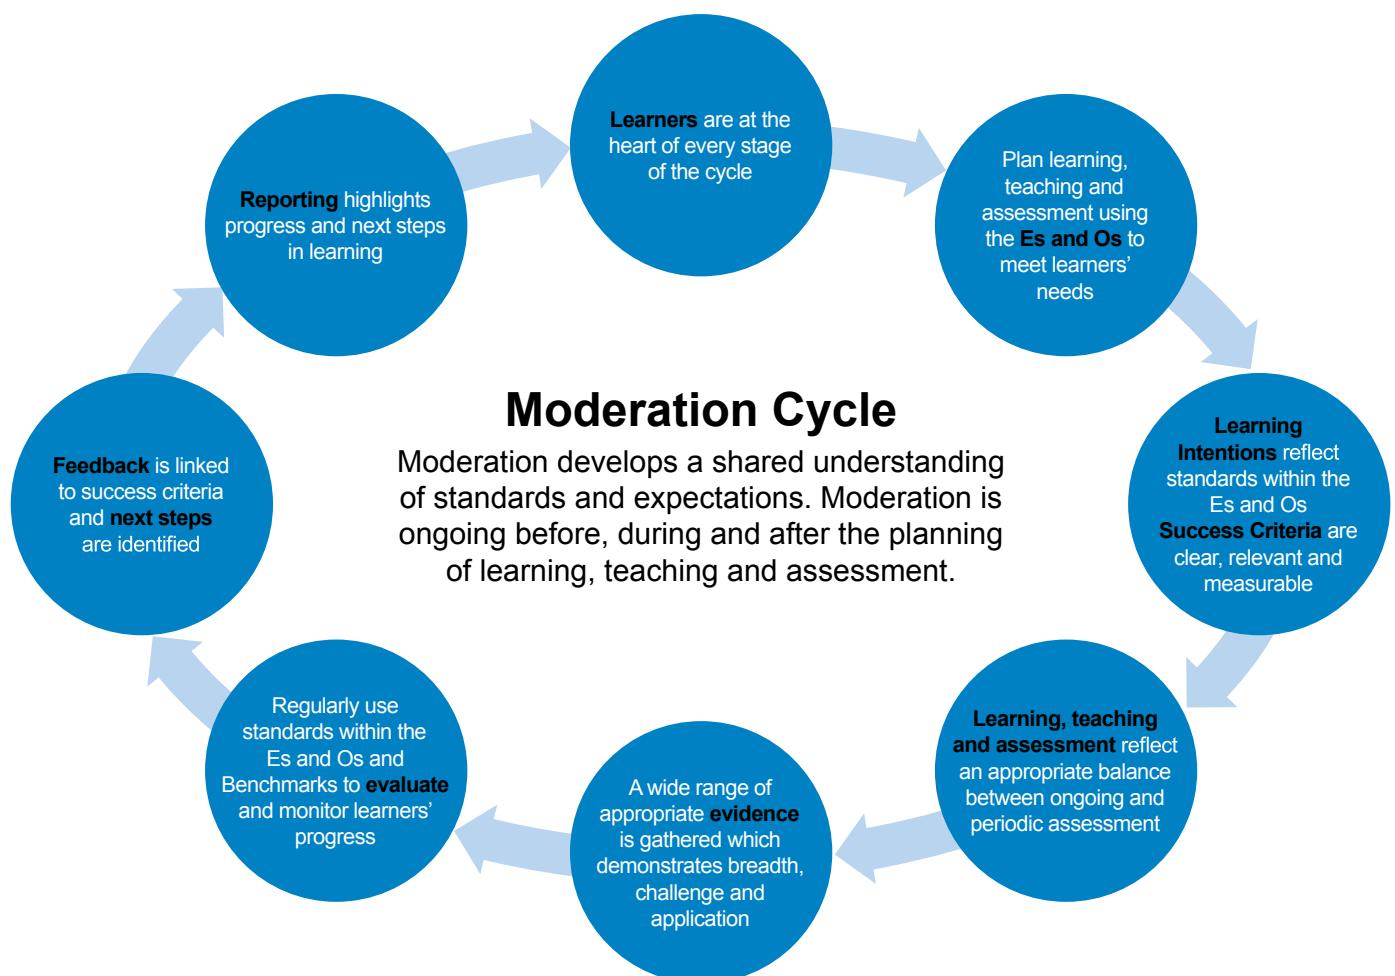 Learners are at the
heart of every stage
of the cycle
Plan learning,
teaching and
assessment using
the Es and Os to
meet learners'
needs
Learning
Intentions reflect
standards within the
Es and Os
Success Criteria are
clear, relevant and
measurable
Learning, teaching
and assessment reflect
an appropriate balance
between ongoing and
periodic assessment
A wide range of
appropriate evidence
is gathered which
demonstrates breadth,
challenge and
application
Regularly use
standards within the
Es and Os and
Benchmarks to evaluate
and monitor learners'
progress
Feedback is linked
to success criteria
and next steps
are identified
Reporting highlights
progress and next steps
in learning
Moderation Cycle
Moderation develops a shared understanding
of standards and expectations. Moderation is
ongoing before, during and after the planning
of learning, teaching and assessment.